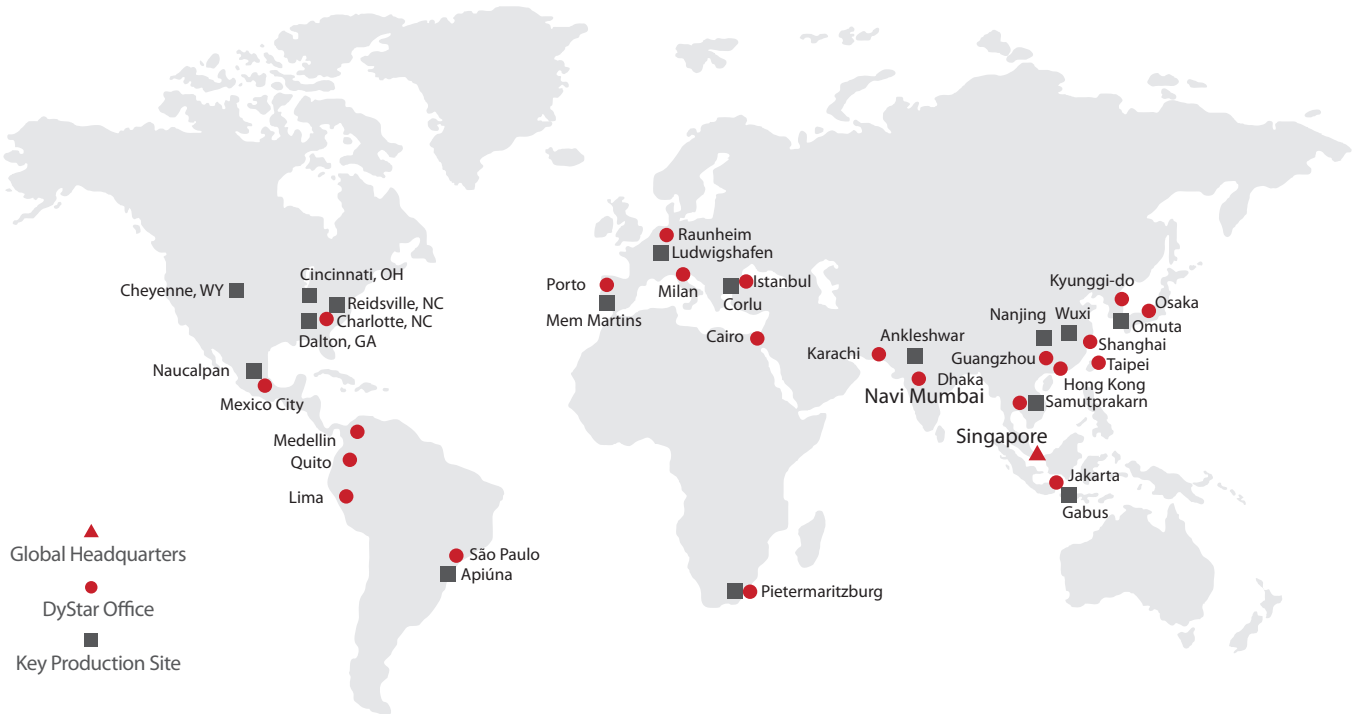 Cheyenne, WY
Cincinnati, OH
Reidsville, NC
Charlotte, NC
Dalton, GA
Naucalpan
Mexico City
Medellin
Quito
Lima
São Paulo
Apiúna
Raunheim
Ludwigshafen
Porto
Mem Martins
Milan
Istanbul
Corlu
Cairo
Pietermaritzburg
Karachi
Ankleshwar
Dhaka
Navi Mumbai
Kyunggi-do
Osaka
Omuta
Nanjing
Wuxi
Shanghai
Guangzhou
Taipei
Hong Kong
Samutprakarn
Singapore
Jakarta
Gabus
Global Headquarters
DyStar Office
Key Production Site